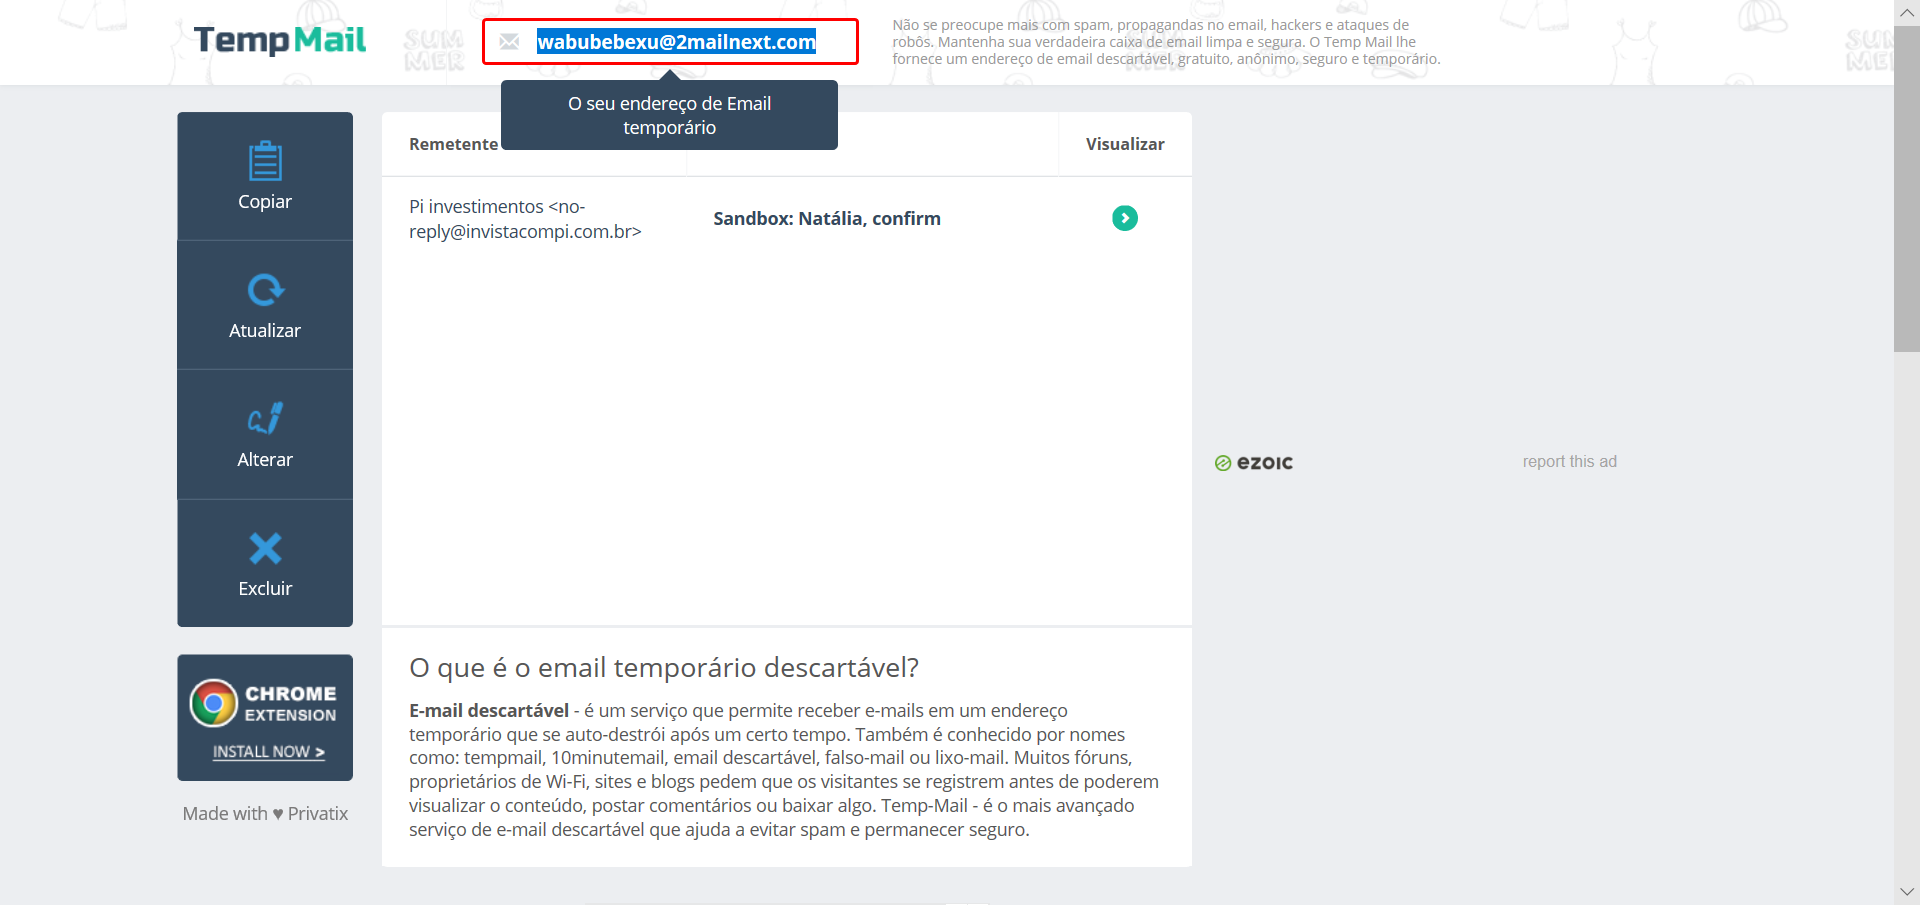 TempMail
SUMMER
wabubebexu@2mailnext.com
Não se preocupe mais com spam, propagandas no email, hackers e ataques de
robôs. Mantenha sua verdadeira caixa de email limpa e segura. O Temp Mail lhe
fornece um endereço de email descartável, gratuito, anônimo, seguro e temporário.
O seu endereço de Email
temporário
Copiar
Atualizar
Alterar
Excluir
Remetente
Visualizar
Pi investimentos <no-
reply@invistacompi.com.br>
Sandbox: Natália, confirm
ezoic
report this ad
O que é o email temporário descartável?
E-mail descartável - é um serviço que permite receber e-mails em um endereço
temporário que se auto-destrói após um certo tempo. Também é conhecido por nomes
como: tempmail, 10minutemail, email descartável, falso-mail ou lixo-mail. Muitos fóruns,
proprietários de Wi-Fi, sites e blogs pedem que os visitantes se registrem antes de poderem
visualizar o conteúdo, postar comentários ou baixar algo. Temp-Mail - é o mais avançado
serviço de e-mail descartável que ajuda a evitar spam e permanecer seguro.
CHROME
EXTENSION
INSTALL NOW >
Made with ♥ Privatix